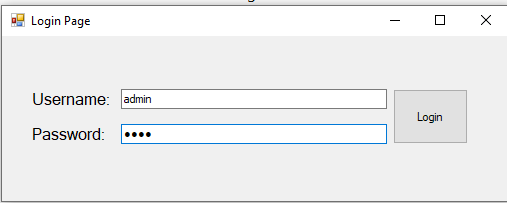 Login Page
Username: admin
Password: ••••
Login